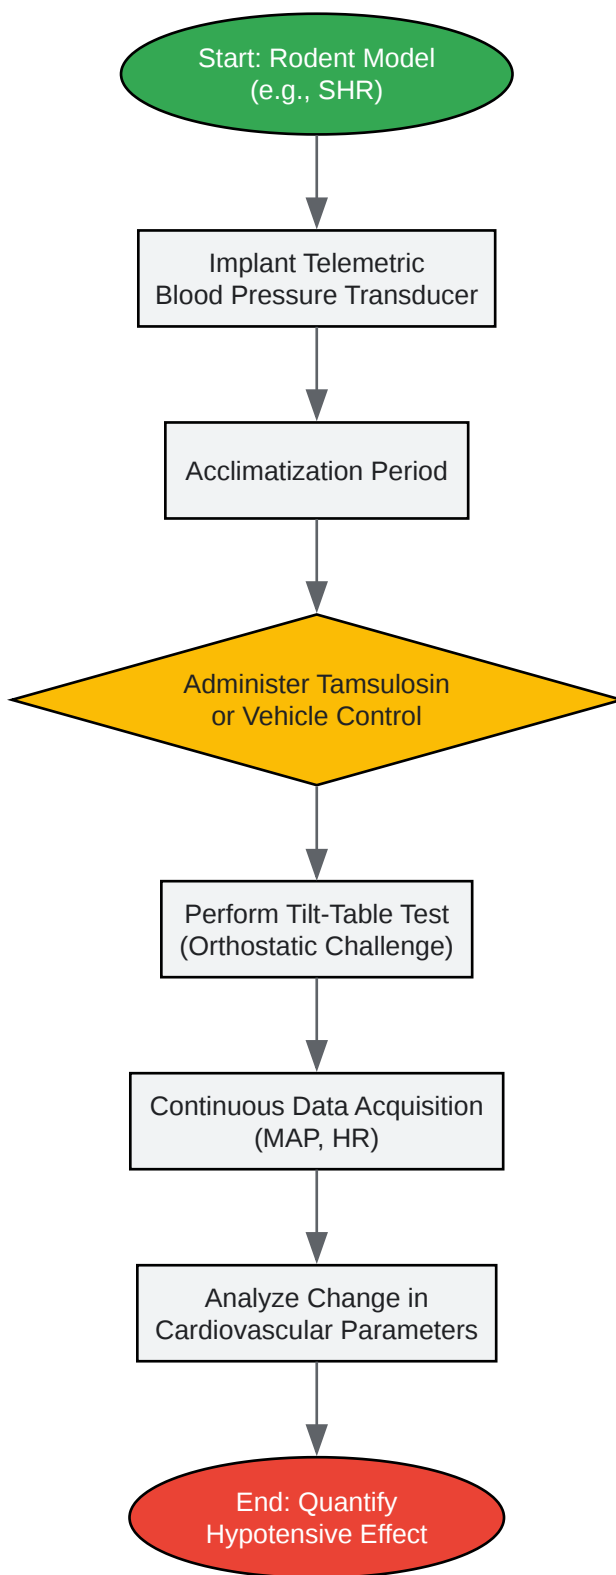 Start: Rodent Model
(e.g., SHR)
Implant Telemetric
Blood Pressure Transducer
Acclimatization Period
Administer Tamsulosin
or Vehicle Control
Perform Tilt-Table Test
(Orthostatic Challenge)
Continuous Data Acquisition
(MAP, HR)
Analyze Change in
Cardiovascular Parameters
End: Quantify
Hypotensive Effect